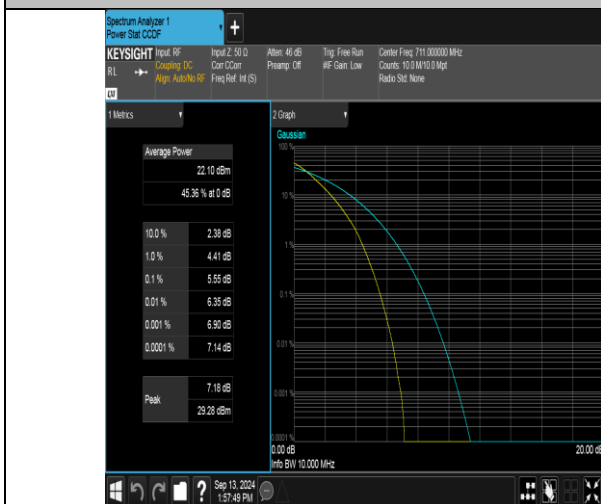 Spectrum Analyzer 1
Power Stat CCDF
+
KEYSIGHT Input: RF Input Z: 50 Ω Atten: 46 dB Trig: Free Run Center Freq: 711.000000 MHz
RL Coupling: DC Corr CCorr Preamp: Off #IF Gain: Low Counts: 10.0 M/10.0 Mpt
Align: Auto/No RF Freq Ref: Int (S) Radio Std: None
1 Metrics
2 Graph
Average Power
22.10 dBm
45.36 % at 0 dB
10.0 % 2.38 dB
1.0 % 4.41 dB
0.1 % 5.55 dB
0.01 % 6.35 dB
0.001 % 6.90 dB
0.0001 % 7.14 dB
Peak 7.18 dB
29.28 dBm
Gaussian
100 %
10 %
1 %
0.1 %
0.01 %
0.001 %
0.0001 %
0.00 dB 20.00 dB
Info BW 10.000 MHz
? Sep 13, 2024
1:57:49 PM